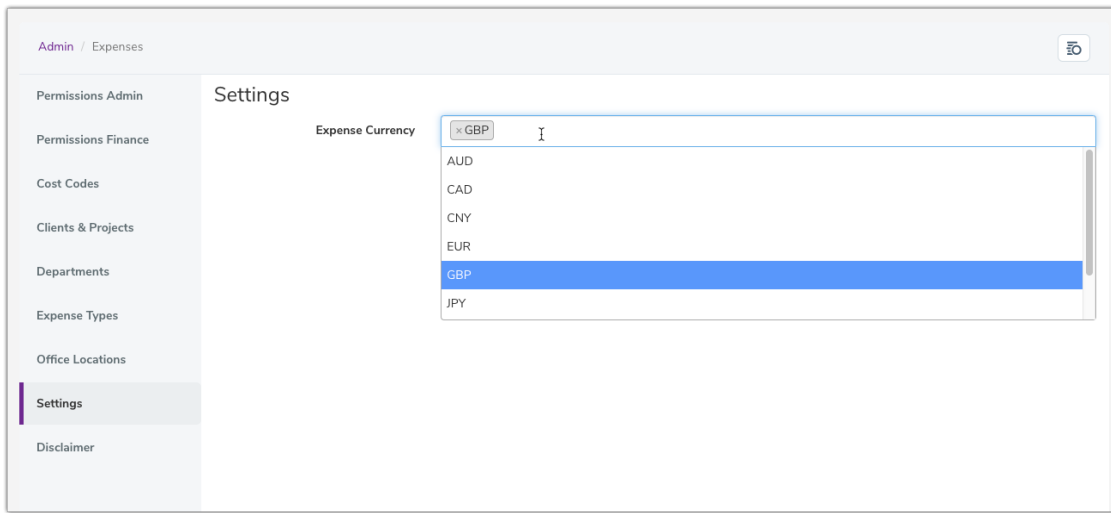 Admin / Expenses
Permissions Admin
Permissions Finance
Cost Codes
Clients & Projects
Departments
Expense Types
Office Locations
Settings
Disclaimer
Settings
Expense Currency
× GBP
AUD
CAD
CNY
EUR
GBP
JPY